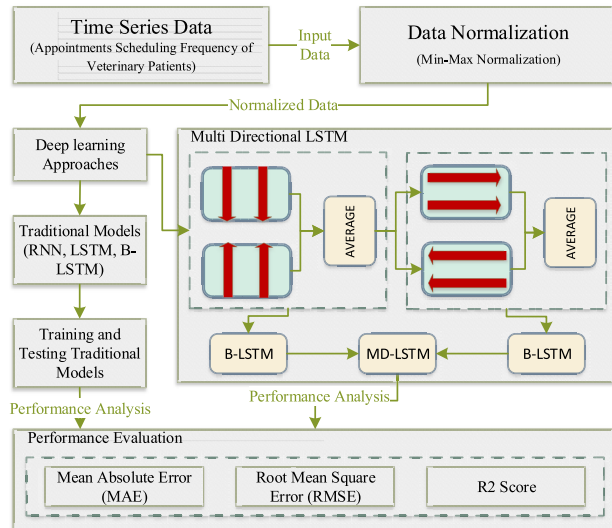 Time Series Data
(Appointments Scheduling Frequency of
Veterinary Patients)
Input
Data
Data Normalization
(Min-Max Normalization)
Normalized Data
Deep learning
Approaches
Multi Directional LSTM
AVERAGE
AVERAGE
Traditional Models
(RNN, LSTM, B-
LSTM)
Training and
Testing Traditional
Models
B-LSTM
MD-LSTM
B-LSTM
Performance Analysis
Performance Analysis
Performance Evaluation
Mean Absolute Error
(MAE)
Root Mean Square
Error (RMSE)
R2 Score